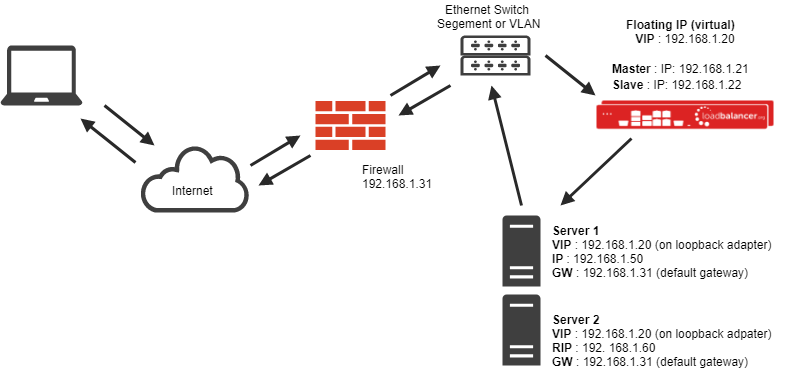 Ethernet Switch
Segement or VLAN
Floating IP (virtual)
VIP : 192.168.1.20
Master : IP: 192.168.1.21
Slave : IP: 192.168.1.22
loadbalancer.org
Firewall
192.168.1.31
Internet
Server 1
VIP : 192.168.1.20 (on loopback adapter)
IP : 192.168.1.50
GW : 192.168.1.31 (default gateway)
Server 2
VIP : 192.168.1.20 (on loopback adpater)
RIP : 192. 168.1.60
GW : 192.168.1.31 (default gateway)